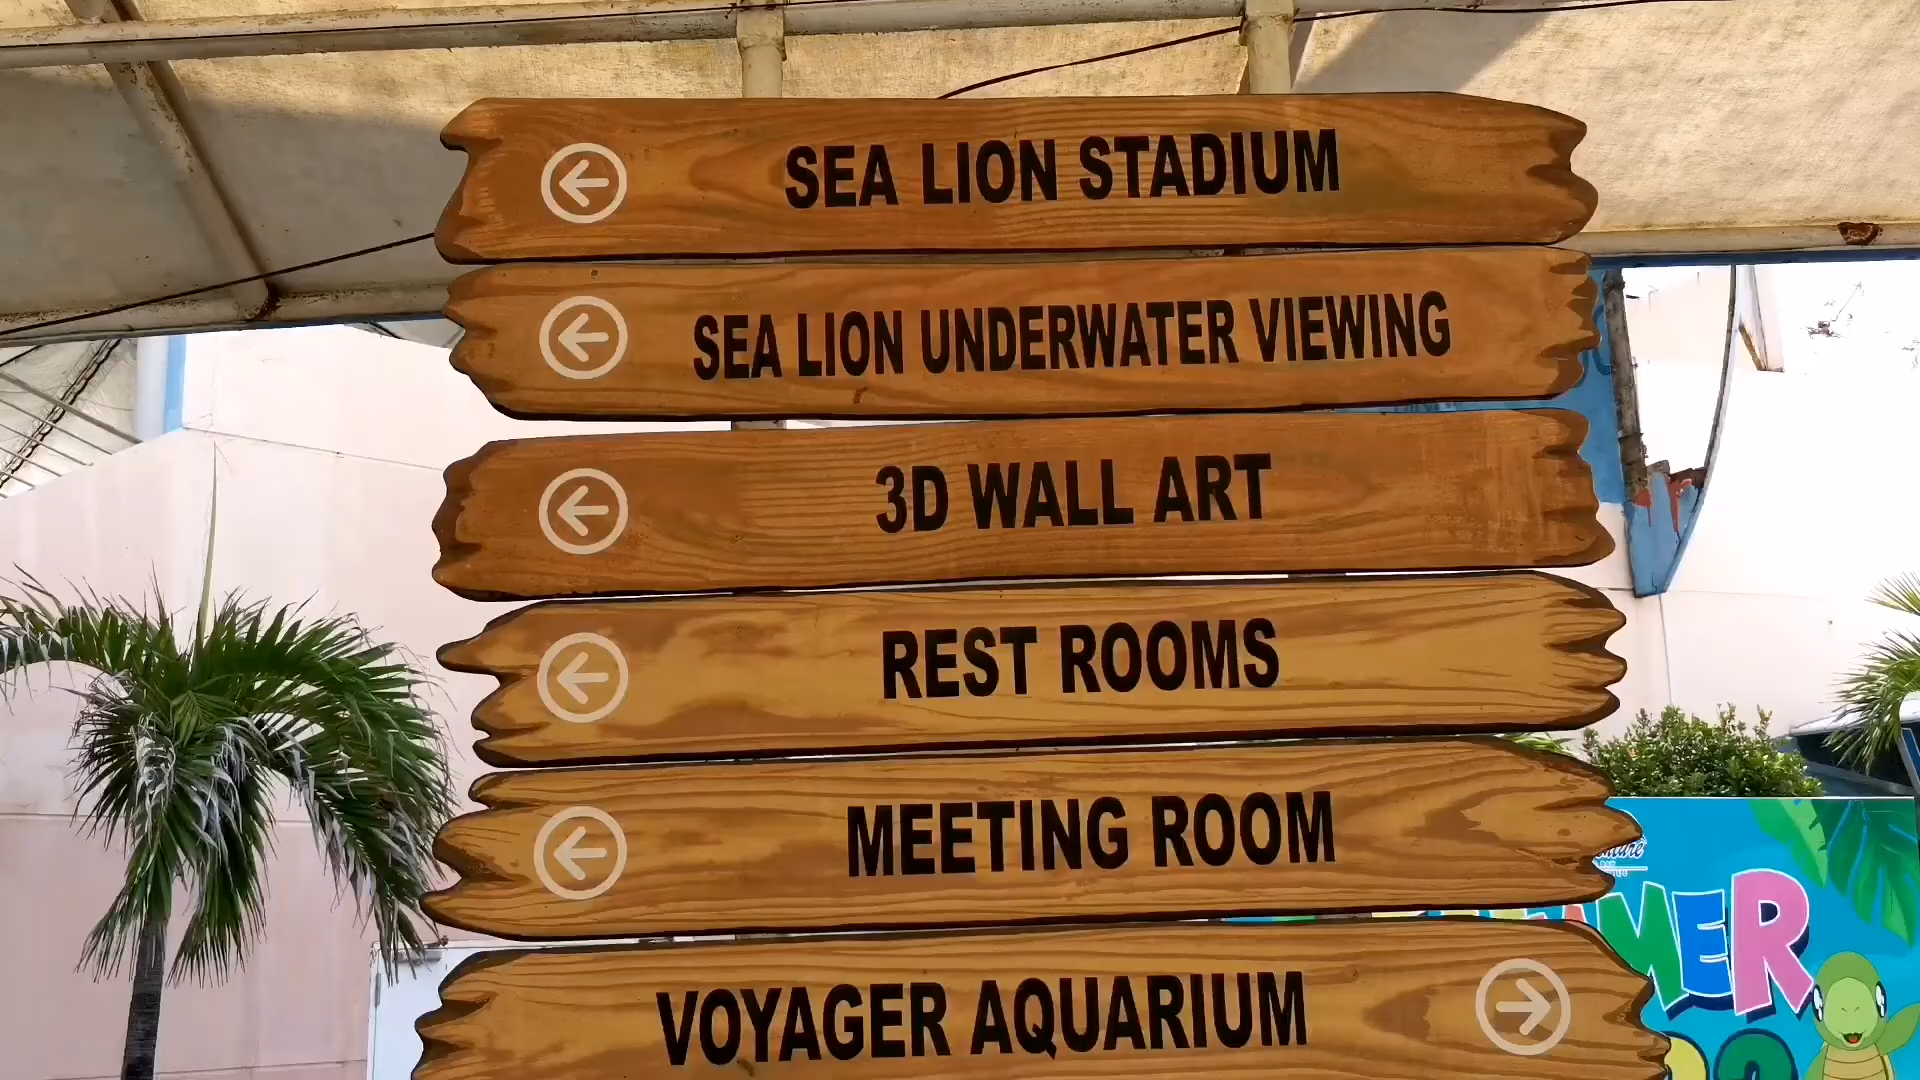 SEA LION STADIUM
SEA LION UNDERWATER VIEWING
3D WALL ART
REST ROOMS
MEETING ROOM
VOYAGER AQUARIUM